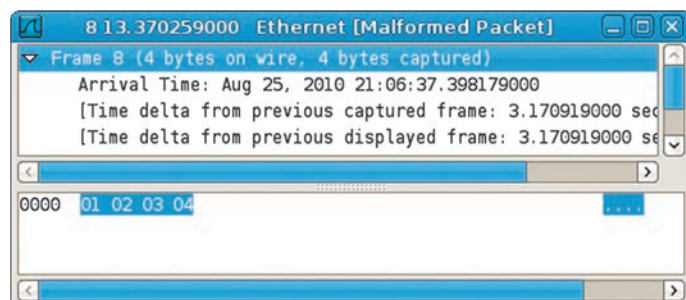 8 13.370259000 Ethernet [Malformed Packet]
Frame 8 (4 bytes on wire, 4 bytes captured)
Arrival Time: Aug 25, 2010 21:06:37.398179000
[Time delta from previous captured frame: 3.170919000 sec
[Time delta from previous displayed frame: 3.170919000 se
0000 01 02 03 04 ....